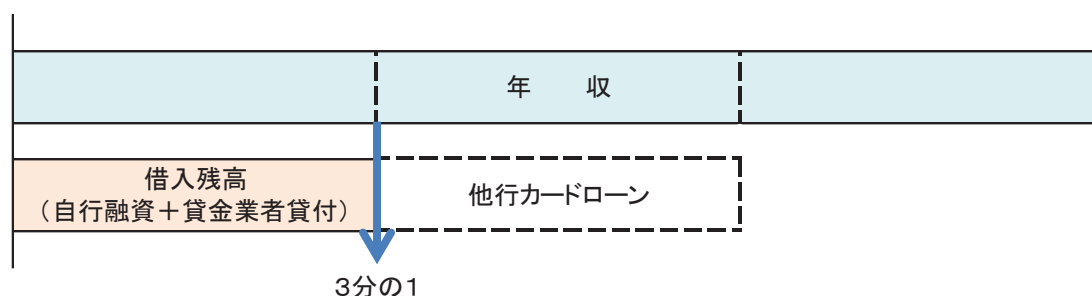 年　　収
借入残高
（自行融資＋貸金業者貸付）
他行カードローン
3分の1